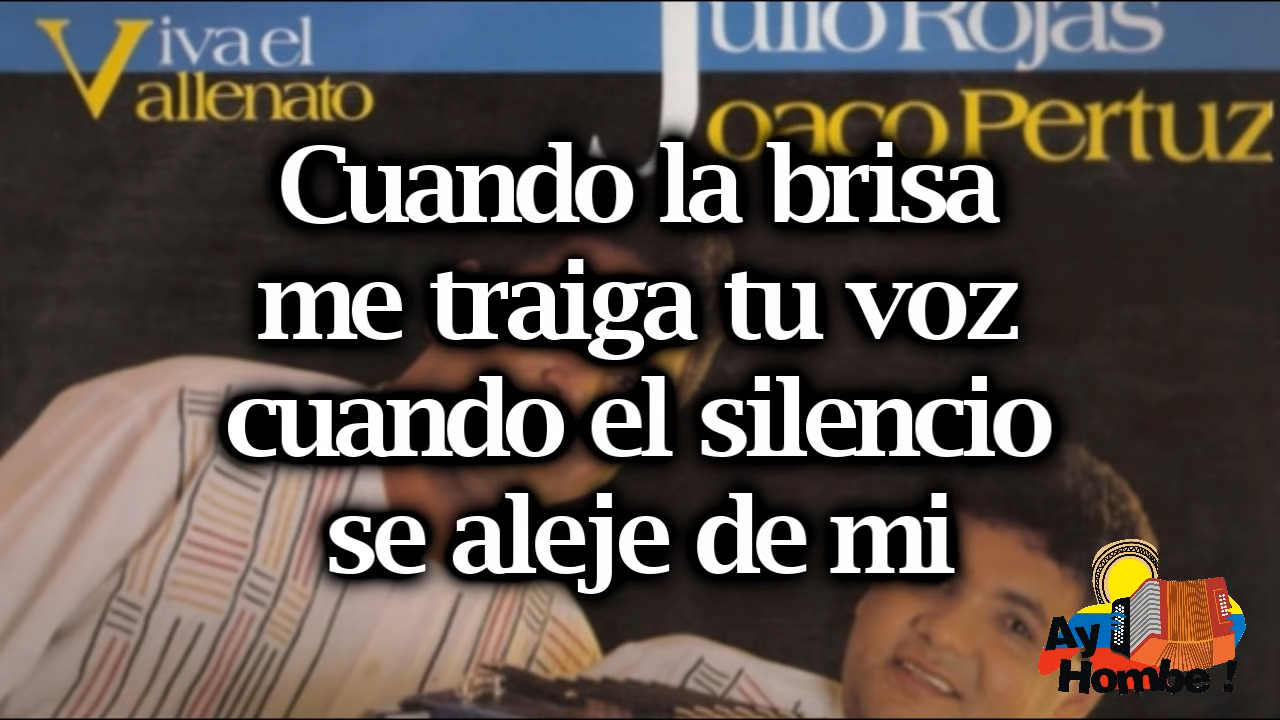 Viva el
Vallenato
Julio Rojas
Joaco Pertuz
Cuando la brisa
me traiga tu voz
cuando el silencio
se aleje de mi
Ay
Hombe !